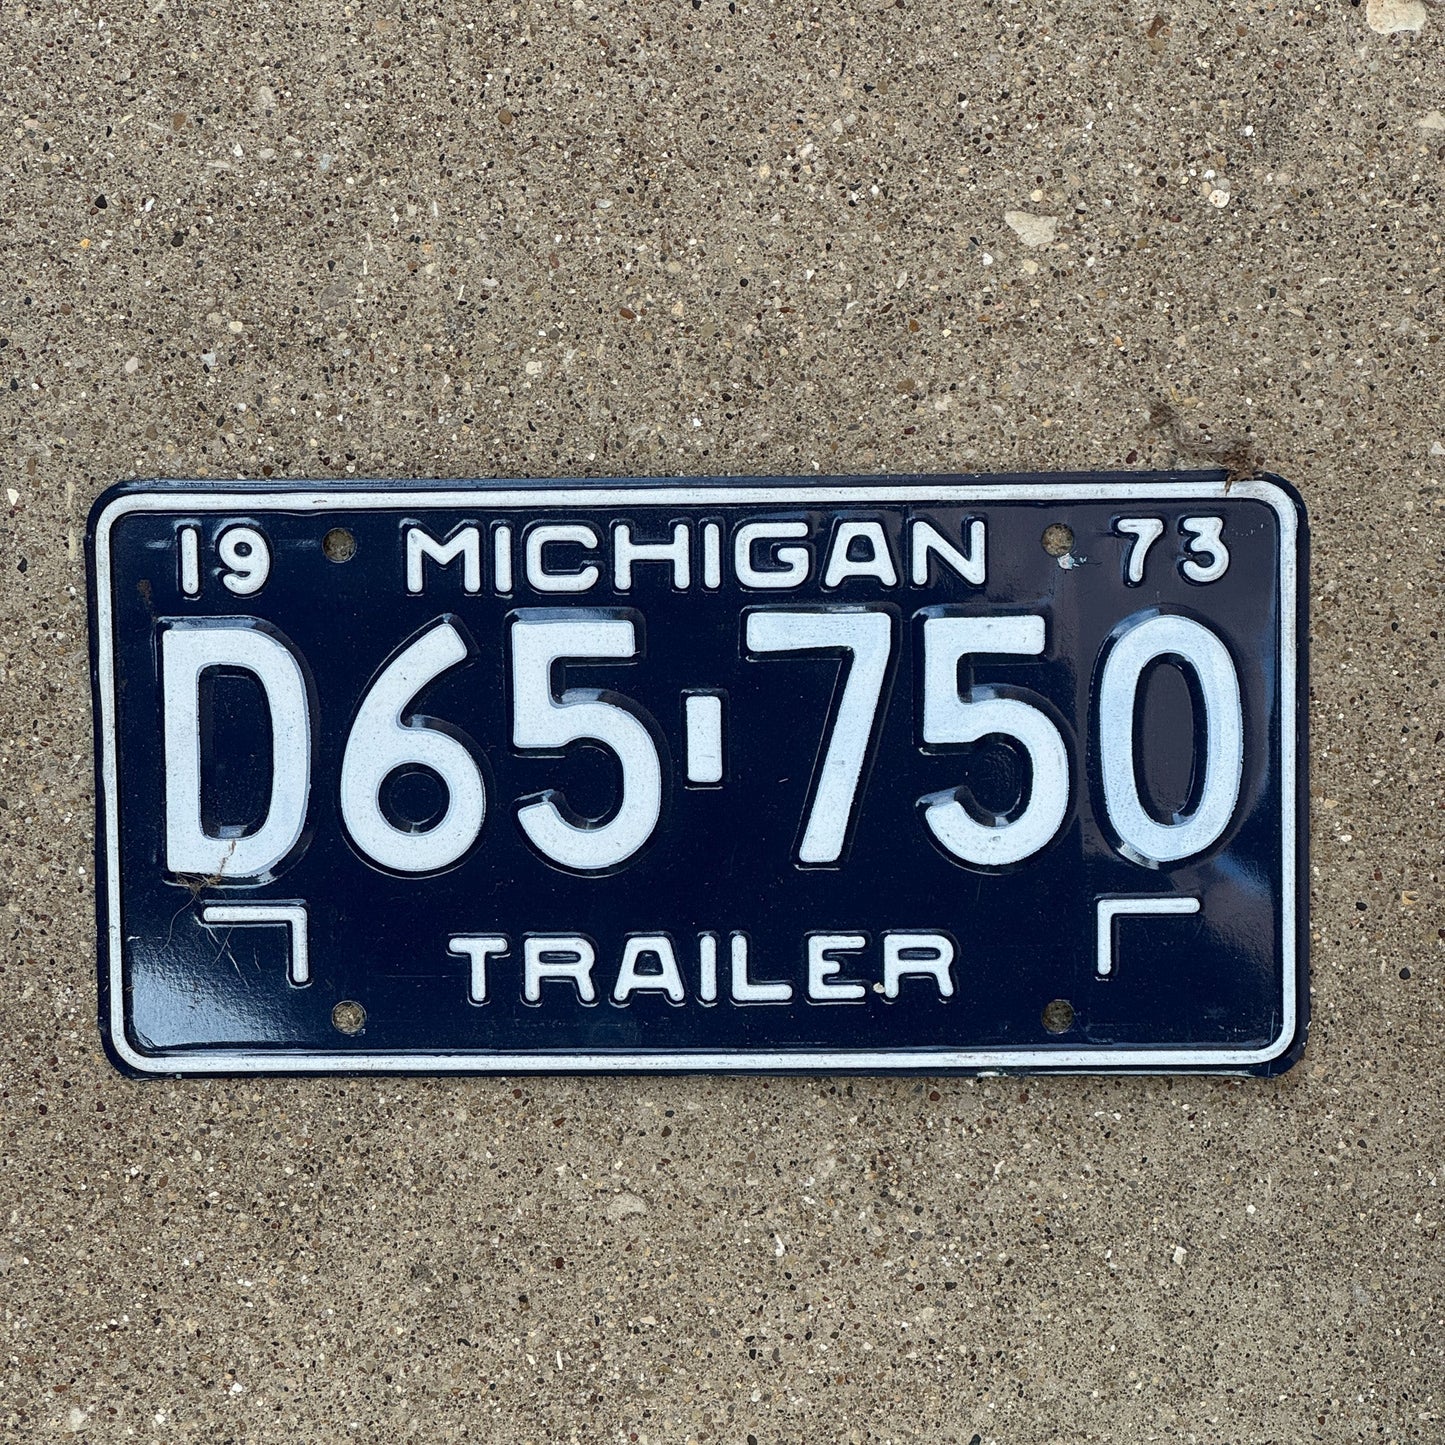 19 MICHIGAN 73
D65-750
TRAILER